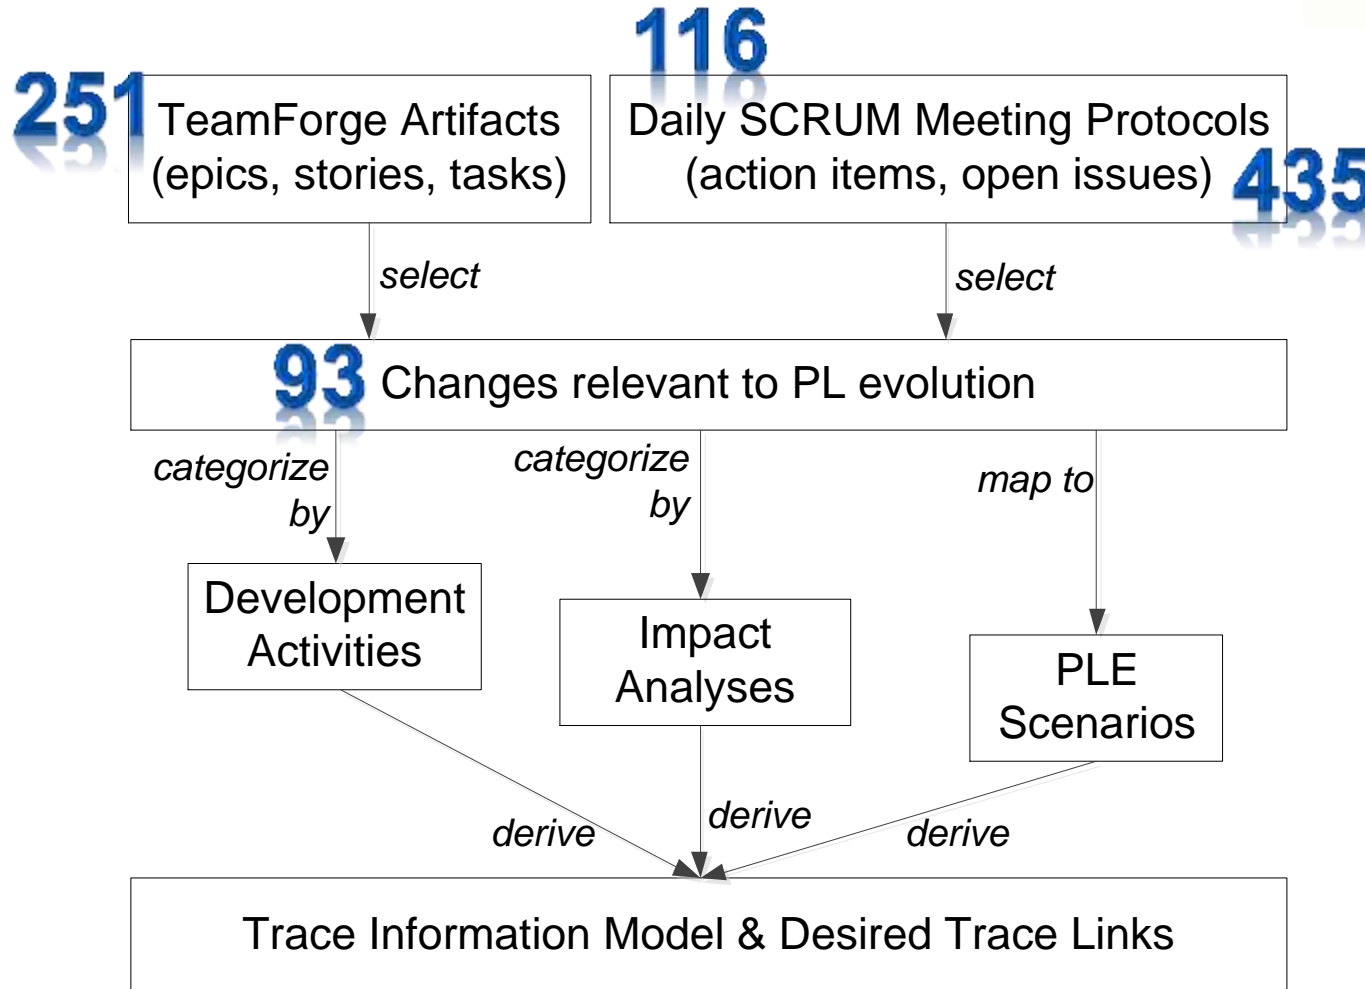 116
251
TeamForge Artifacts
(epics, stories, tasks)
Daily SCRUM Meeting Protocols
(action items, open issues)
435
select
select
93 Changes relevant to PL evolution
categorize
by
categorize
by
map to
Development
Activities
Impact
Analyses
PLE
Scenarios
derive
derive
derive
Trace Information Model & Desired Trace Links